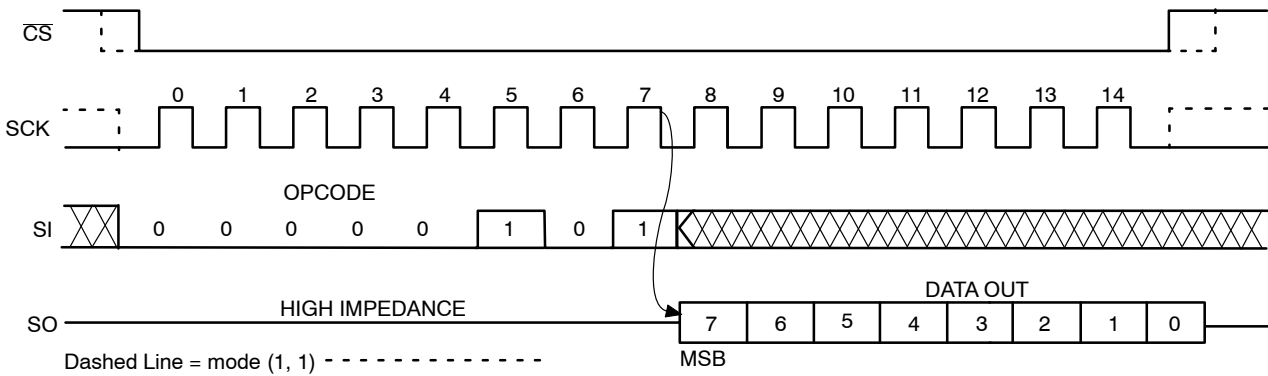 CS
0 1 2 3 4 5 6 7 8 9 10 11 12 13 14
SCK
OPCODE
SI 0 0 0 0 0 1 0 1
DATA OUT
HIGH IMPEDANCE
SO 7 6 5 4 3 2 1 0
Dashed Line = mode (1, 1)
MSB